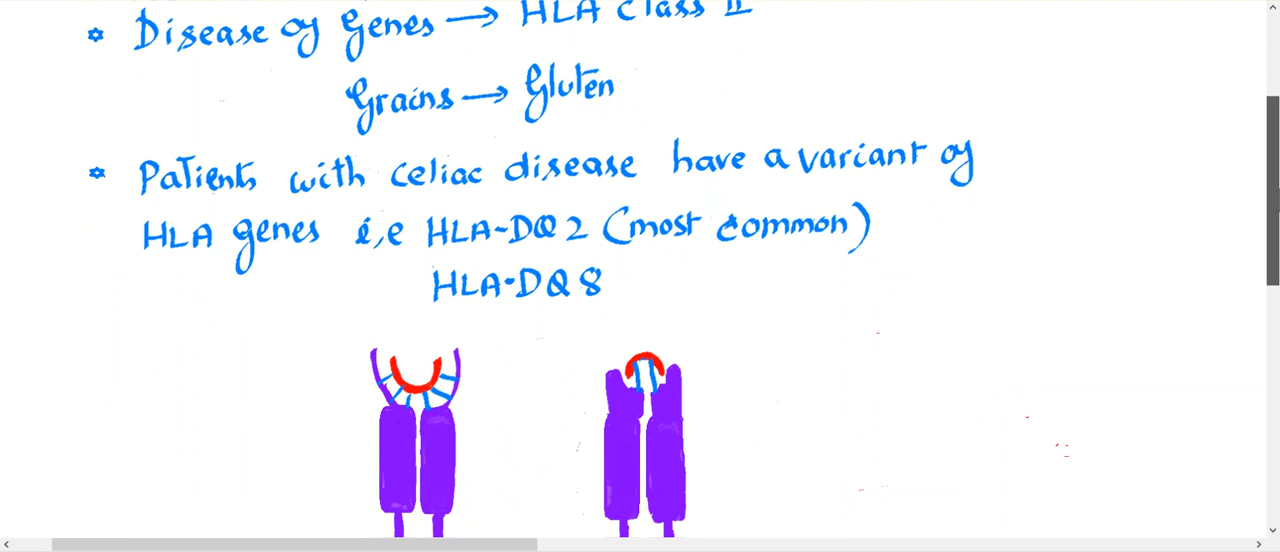 * Disease of Genes → HLA Class II
Grains → Gluten
* Patients with celiac disease have a variant of
HLA genes i,e HLA-DQ2 (most common)
HLA-DQ8